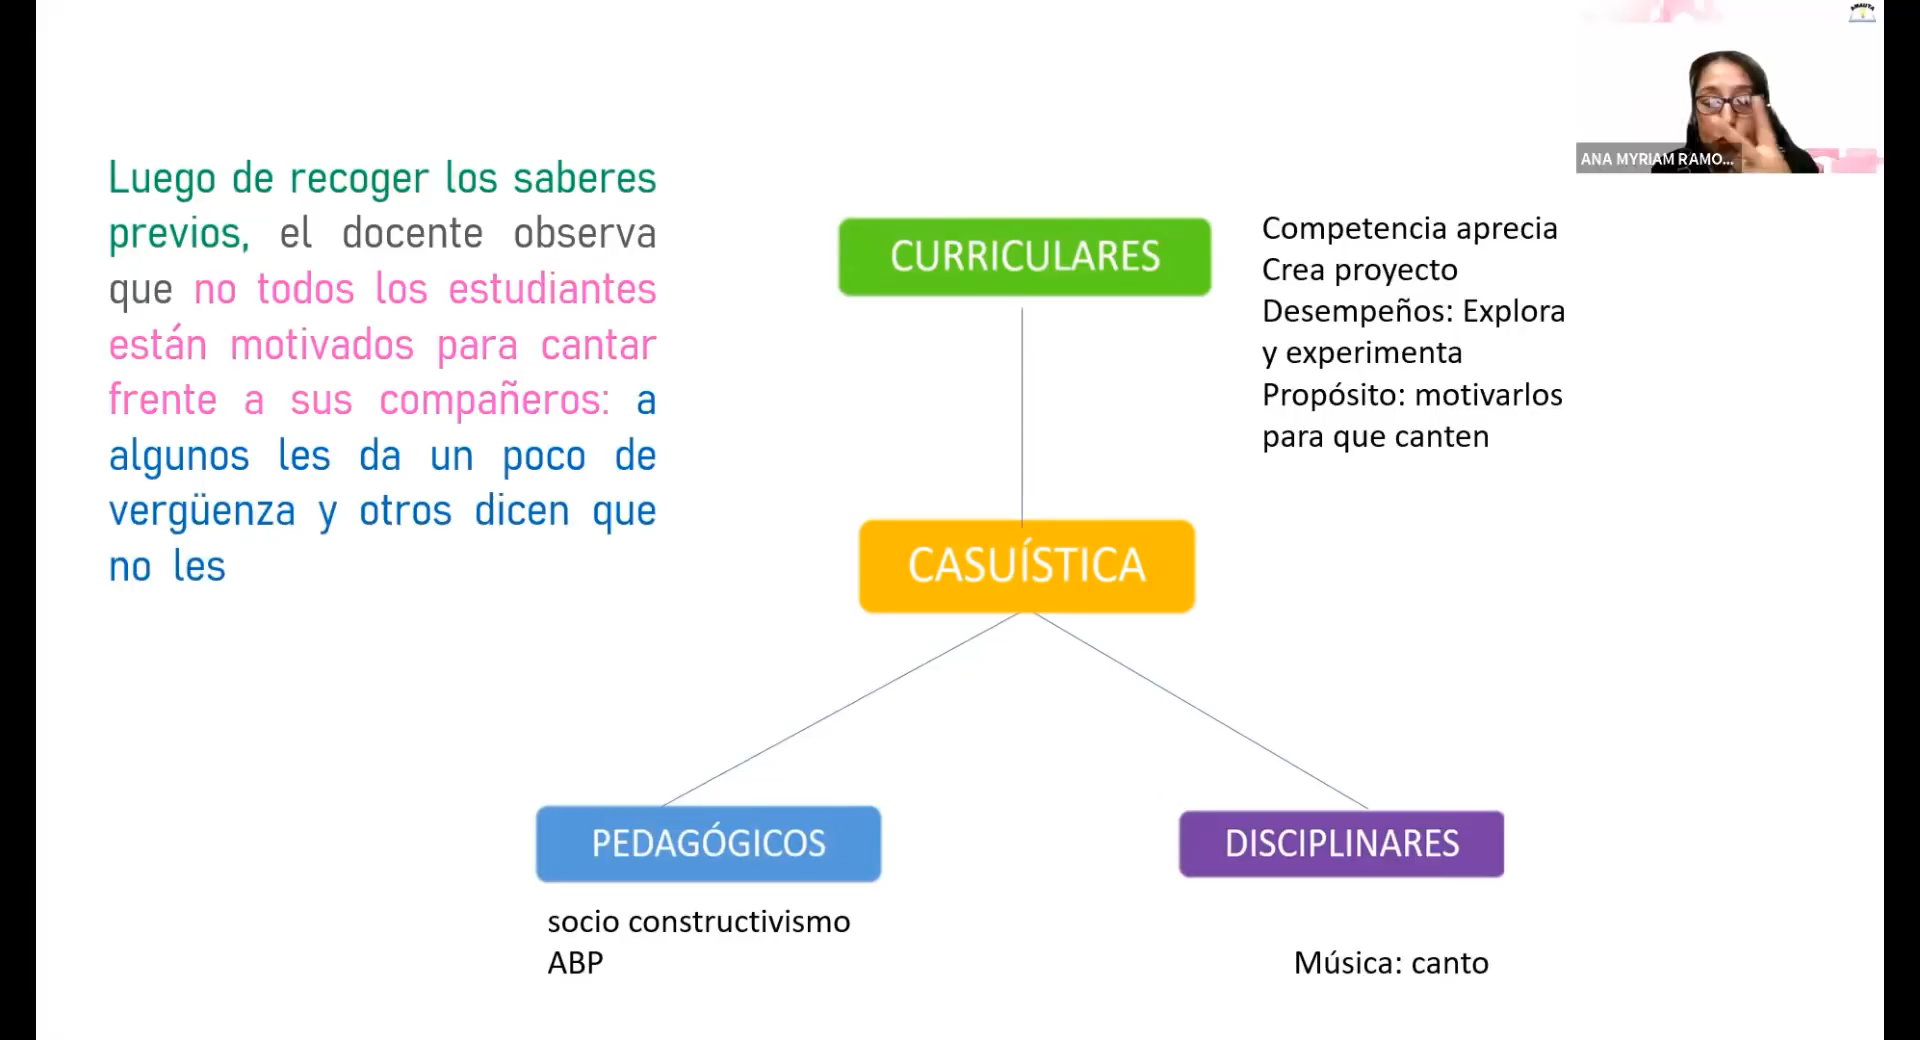 AMAUTA
ANA MYRIAM RAMO...
Luego de recoger los saberes
previos, el docente observa
que no todos los estudiantes
están motivados para cantar
frente a sus compañeros: a
algunos les da un poco de
vergüenza y otros dicen que
no les
CURRICULARES
Competencia aprecia
Crea proyecto
Desempeños: Explora
y experimenta
Propósito: motivarlos
para que canten
CASUÍSTICA
PEDAGÓGICOS
socio constructivismo
ABP
DISCIPLINARES
Música: canto